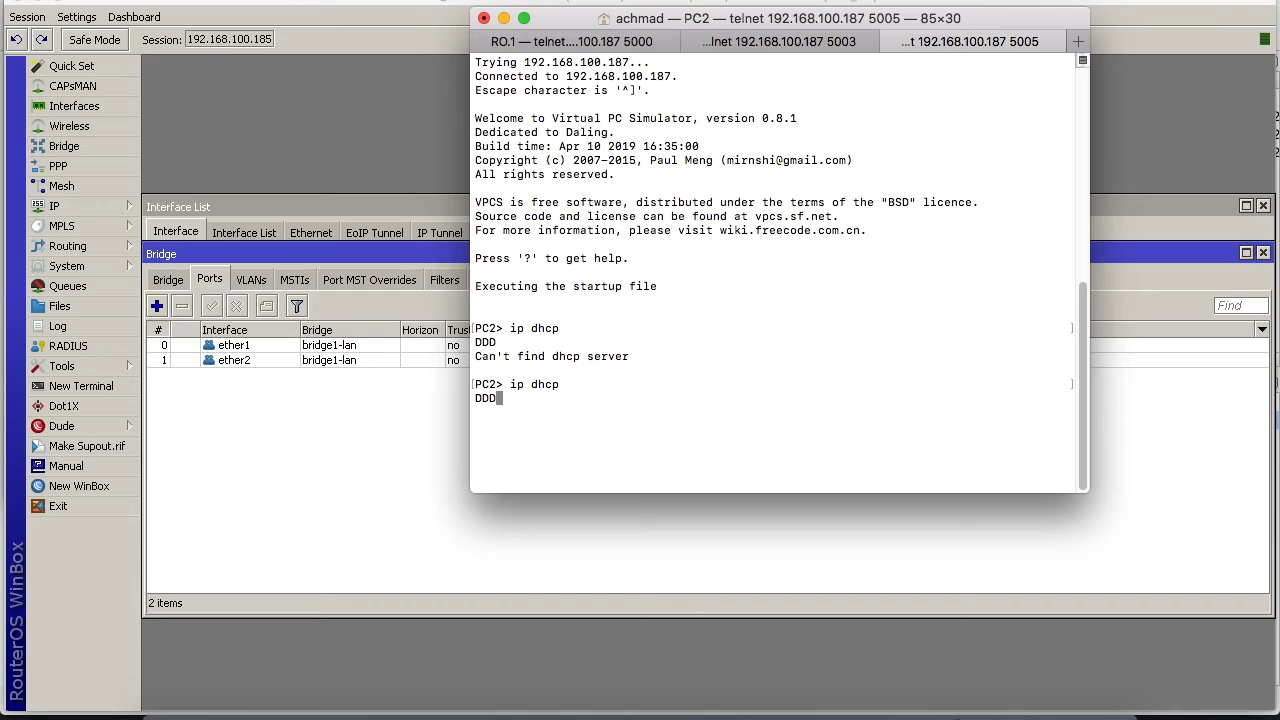 Session Settings Dashboard
Safe Mode Session: 192.168.100.185
achmad — PC2 — telnet 192.168.100.187 5005 — 85×30
RO.1 — telnet....100.187 5000 ...lnet 192.168.100.187 5003 ...t 192.168.100.187 5005
Trying 192.168.100.187...
Connected to 192.168.100.187.
Escape character is '^]'.
Welcome to Virtual PC Simulator, version 0.8.1
Dedicated to Daling.
Build time: Apr 10 2019 16:35:00
Copyright (c) 2007-2015, Paul Meng (mirnshi@gmail.com)
All rights reserved.
VPCS is free software, distributed under the terms of the "BSD" licence.
Source code and license can be found at vpcs.sf.net.
For more information, please visit wiki.freecode.com.cn.
Press '?' to get help.
Executing the startup file
[PC2> ip dhcp ]
DDD
Can't find dhcp server
[PC2> ip dhcp ]
DDD
Quick Set
CAPsMAN
Interfaces
Wireless
Bridge
PPP
Mesh
IP
MPLS
Routing
System
Queues
Files
Log
RADIUS
Tools
New Terminal
Dot1X
Dude
Make Supout.rif
Manual
New WinBox
Exit
RouterOS WinBox
Interface List
Interface Interface List Ethernet EoIP Tunnel IP Tunnel
Bridge
Bridge Ports VLANs MSTIs Port MST Overrides Filters
Find
# Interface Bridge Horizon Trus
0 ether1 bridge1-lan no
1 ether2 bridge1-lan no
2 items